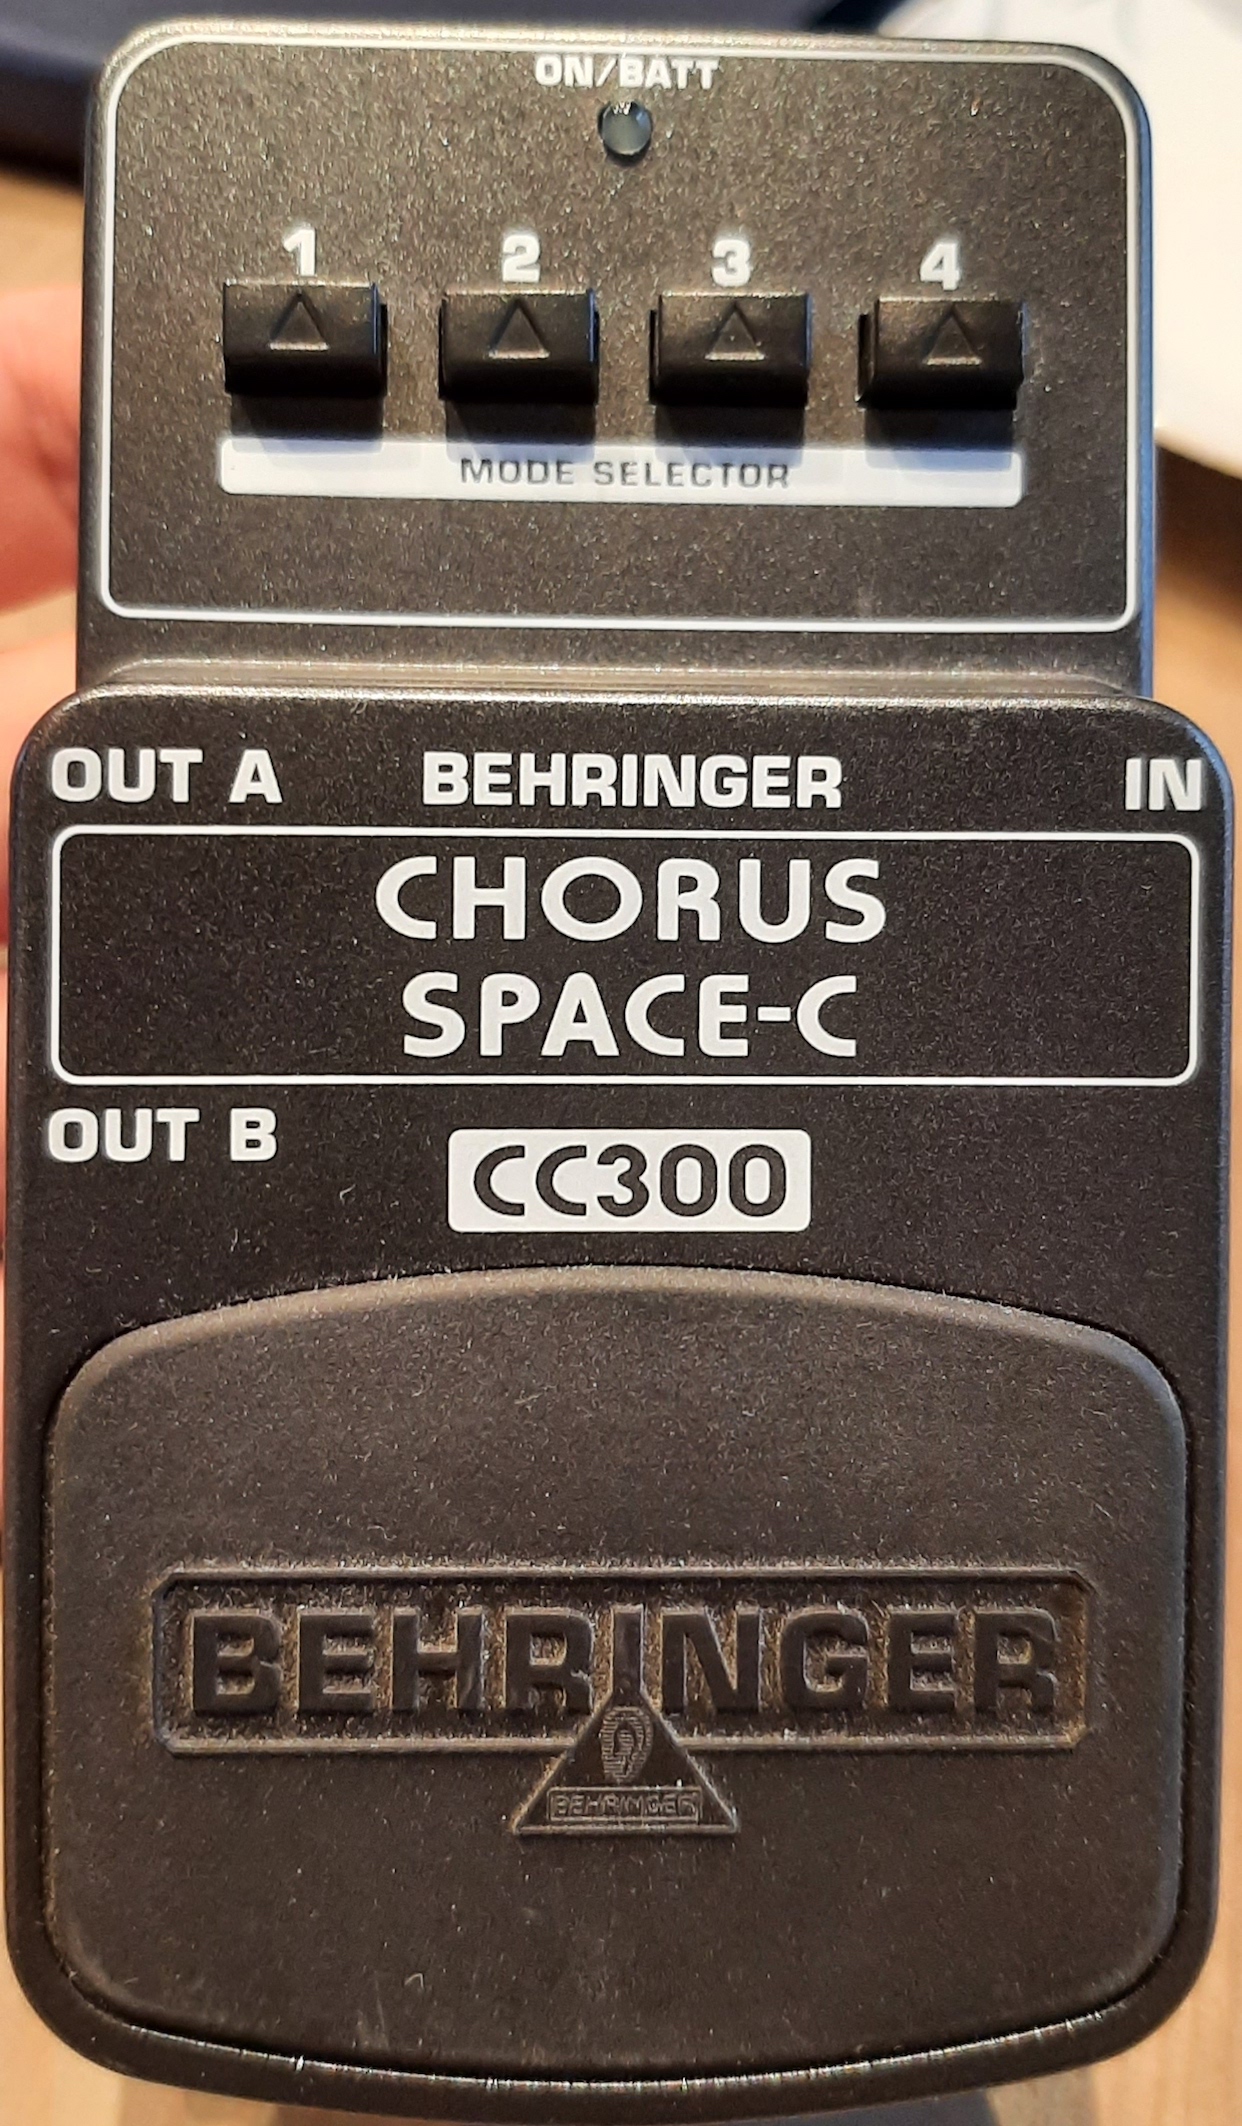 ON/BATT
1 2 3 4
MODE SELECTOR
OUT A BEHRINGER IN
CHORUS
SPACE-C
OUT B
CC300
BEHRINGER
BEHRINGER